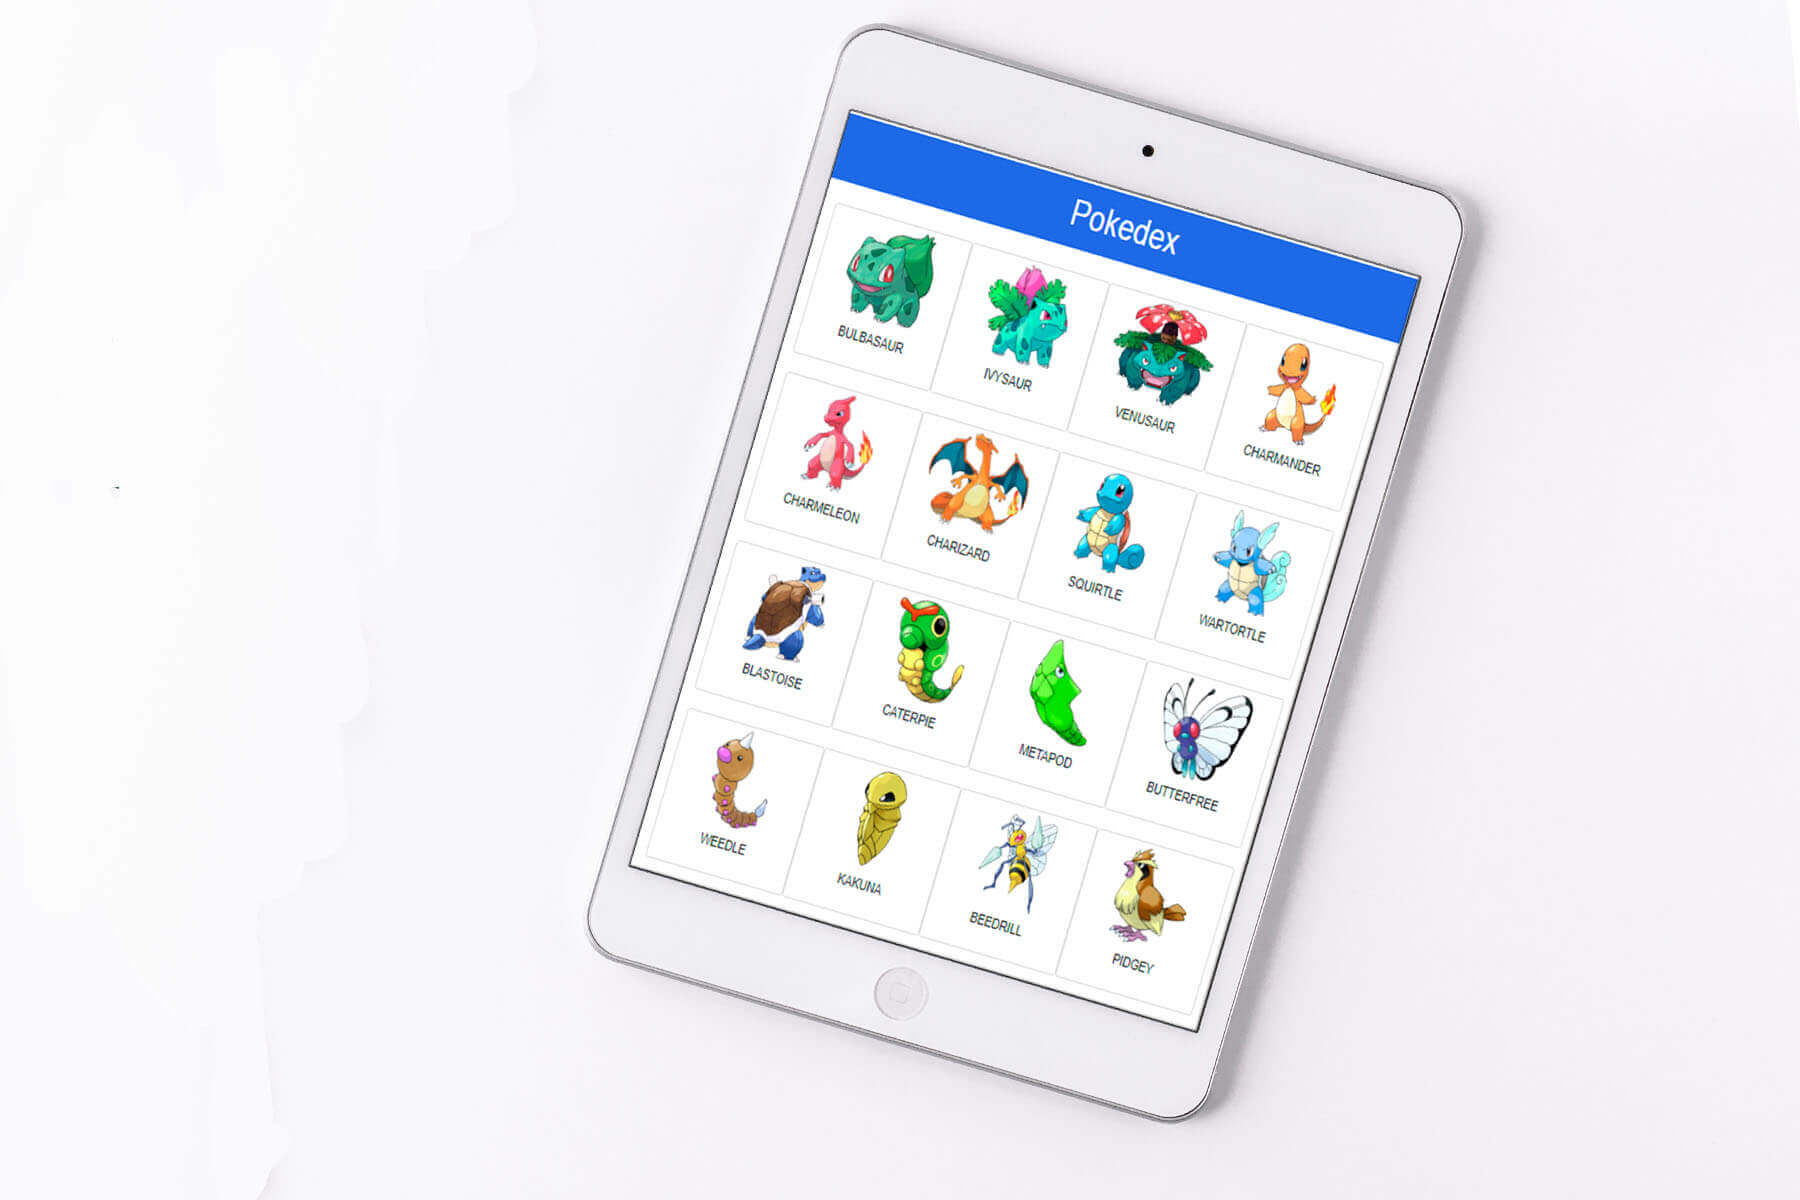 Pokedex
BULBASAUR
IVYSAUR
VENUSAUR
CHARMANDER
CHARMELEON
CHARIZARD
SQUIRTLE
WARTORTLE
BLASTOISE
CATERPIE
METAPOD
BUTTERFREE
WEEDLE
KAKUNA
BEEDRILL
PIDGEY